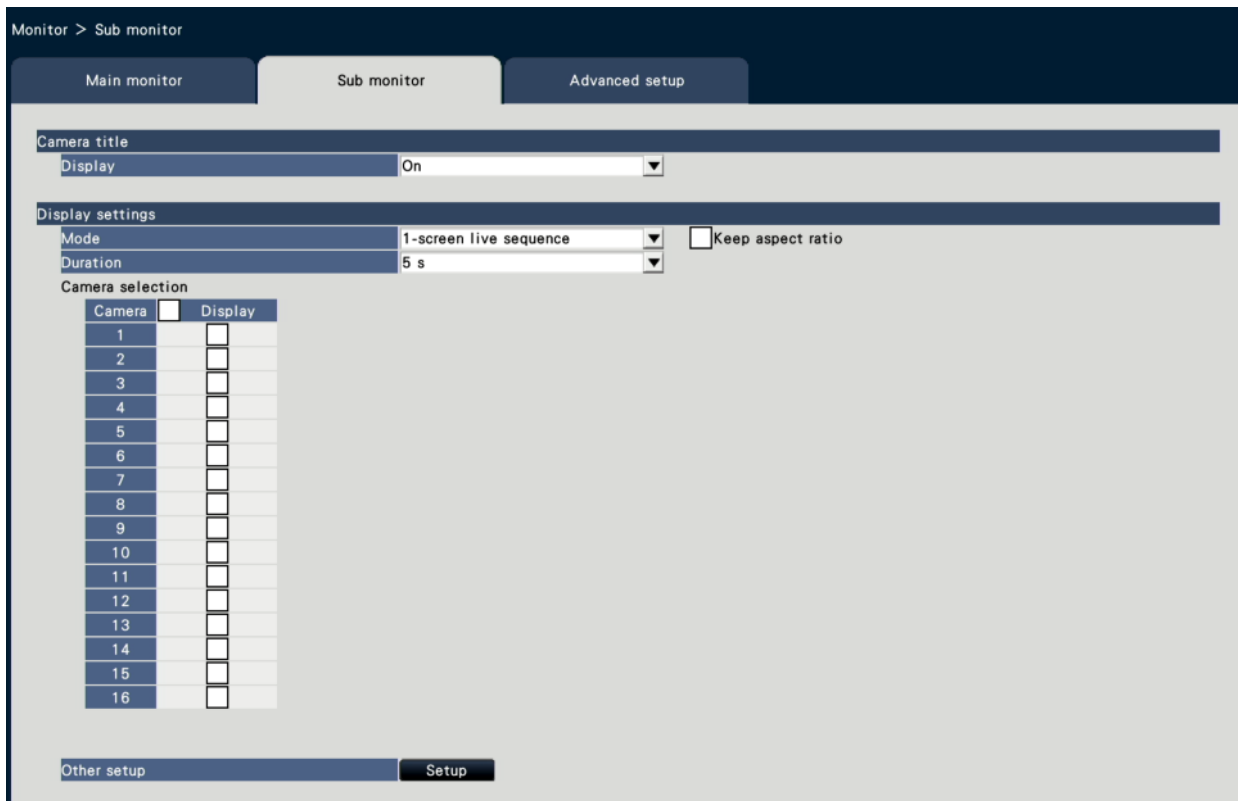 Monitor > Sub monitor
Main monitor Sub monitor Advanced setup
Camera title
Display On
Display settings
Mode 1-screen live sequence Keep aspect ratio
Duration 5 s
Camera selection
Camera Display
1
2
3
4
5
6
7
8
9
10
11
12
13
14
15
16
Other setup Setup